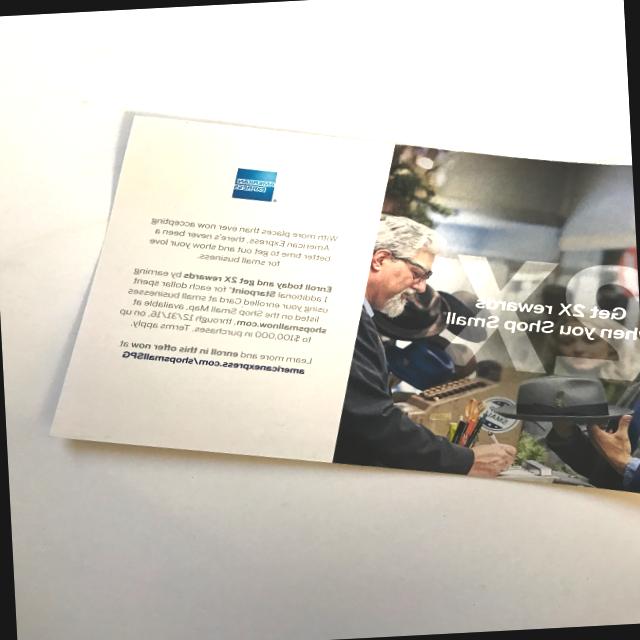 AMERICAN
EXPRESS
With more places than ever now accepting
American Express, there's never been a
better time to get out and show your love
for small business.
Enroll today and get 2X rewards by earning
1 additional Starpoint® for each dollar spent
using your enrolled Card at small businesses
listed on the Shop Small Map, available at
shopsmallnow.com, through 12/31/16, on up
to $100,000 in purchases. Terms apply.
Learn more and enroll in this offer now at
americanexpress.com/shopsmallSPG
2X
Get 2X rewards
when you Shop Small